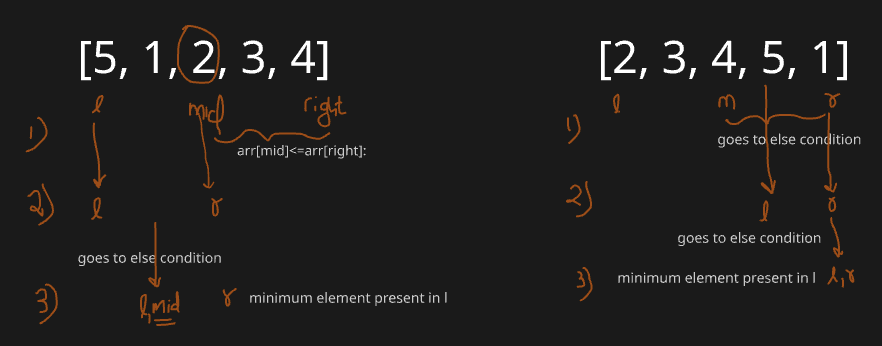 [5, 1, 2, 3, 4]
l mid right
1)
arr[mid]<=arr[right]:
2) l r
goes to else condition
3) l,mid r minimum element present in l
[2, 3, 4, 5, 1]
l m r
1)
goes to else condition
2) l r
goes to else condition
3) minimum element present in l l,r